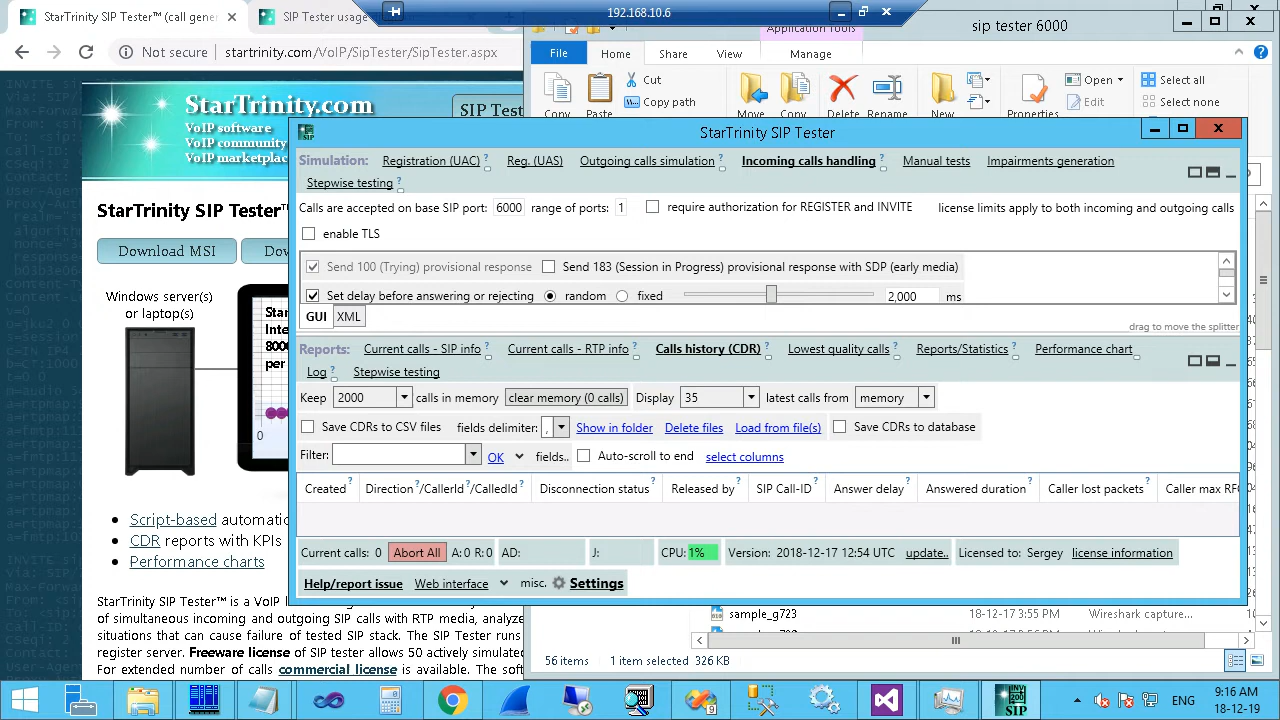 StarTrinity SIP Tester™ (call gene
SIP Tester usage
192.168.10.6
sip tester 6000
Application Tools
Not secure
startrinity.com/VoIP/SipTester/SipTester.aspx
File
Home
Share
View
Manage
Cut
Copy path
Copy
Paste
Delete
Rename
Properties
Open
Edit
Select all
Select none
StarTrinity.com
VoIP software
VoIP community
VoIP marketplac
SIP Teste
StarTrinity SIP Tester™
Download MSI
Dow
Windows server(s)
or laptop(s)
Star
Inte
8000
per
0
Script-based automatic
CDR reports with KPIs
Performance charts
StarTrinity SIP Tester™ is a VoIP l
of simultaneous incoming and outgoing SIP calls with RTP media, analyze
situations that can cause failure of tested SIP stack. The SIP Tester runs
register server. Freeware license of SIP tester allows 50 active simulate
For extended number of calls commercial license is available. The soft
StarTrinity SIP Tester
Simulation:
Registration (UAC) ?
Reg. (UAS)
Outgoing calls simulation ?
Incoming calls handling ?
Manual tests
Impairments generation
Stepwise testing ?
Calls are accepted on base SIP port: 6000 range of ports: 1 require authorization for REGISTER and INVITE license limits apply to both incoming and outgoing calls
enable TLS
Send 100 (Trying) provisional response
Send 183 (Session in Progress) provisional response with SDP (early media)
Set delay before answering or rejecting
random
fixed
2,000 ms
GUI XML
drag to move the splitter
Reports:
Current calls - SIP info ?
Current calls - RTP info ?
Calls history (CDR) ?
Lowest quality calls ?
Reports/Statistics ?
Performance chart ?
Log ?
Stepwise testing
Keep 2000 calls in memory clear memory (0 calls) Display 35 latest calls from memory
Save CDRs to CSV files fields delimiter: , Show in folder Delete files Load from file(s) Save CDRs to database
Filter: OK fields.. Auto-scroll to end select columns
Created ?
Direction ?/CallerId ?/CalledId ?
Disconnection status ?
Released by ?
SIP Call-ID ?
Answer delay ?
Answered duration ?
Caller lost packets ?
Caller max RFC
Current calls: 0 Abort All A: 0 R: 0 AD: J: CPU: 1% Version: 2018-12-17 12:54 UTC update.. Licensed to: Sergey license information
Help/report issue Web interface misc. Settings
sample_g723 18-12-17 3:55 PM Wireshark capture...
56 items 1 item selected
ENG
9:16 AM
18-12-19